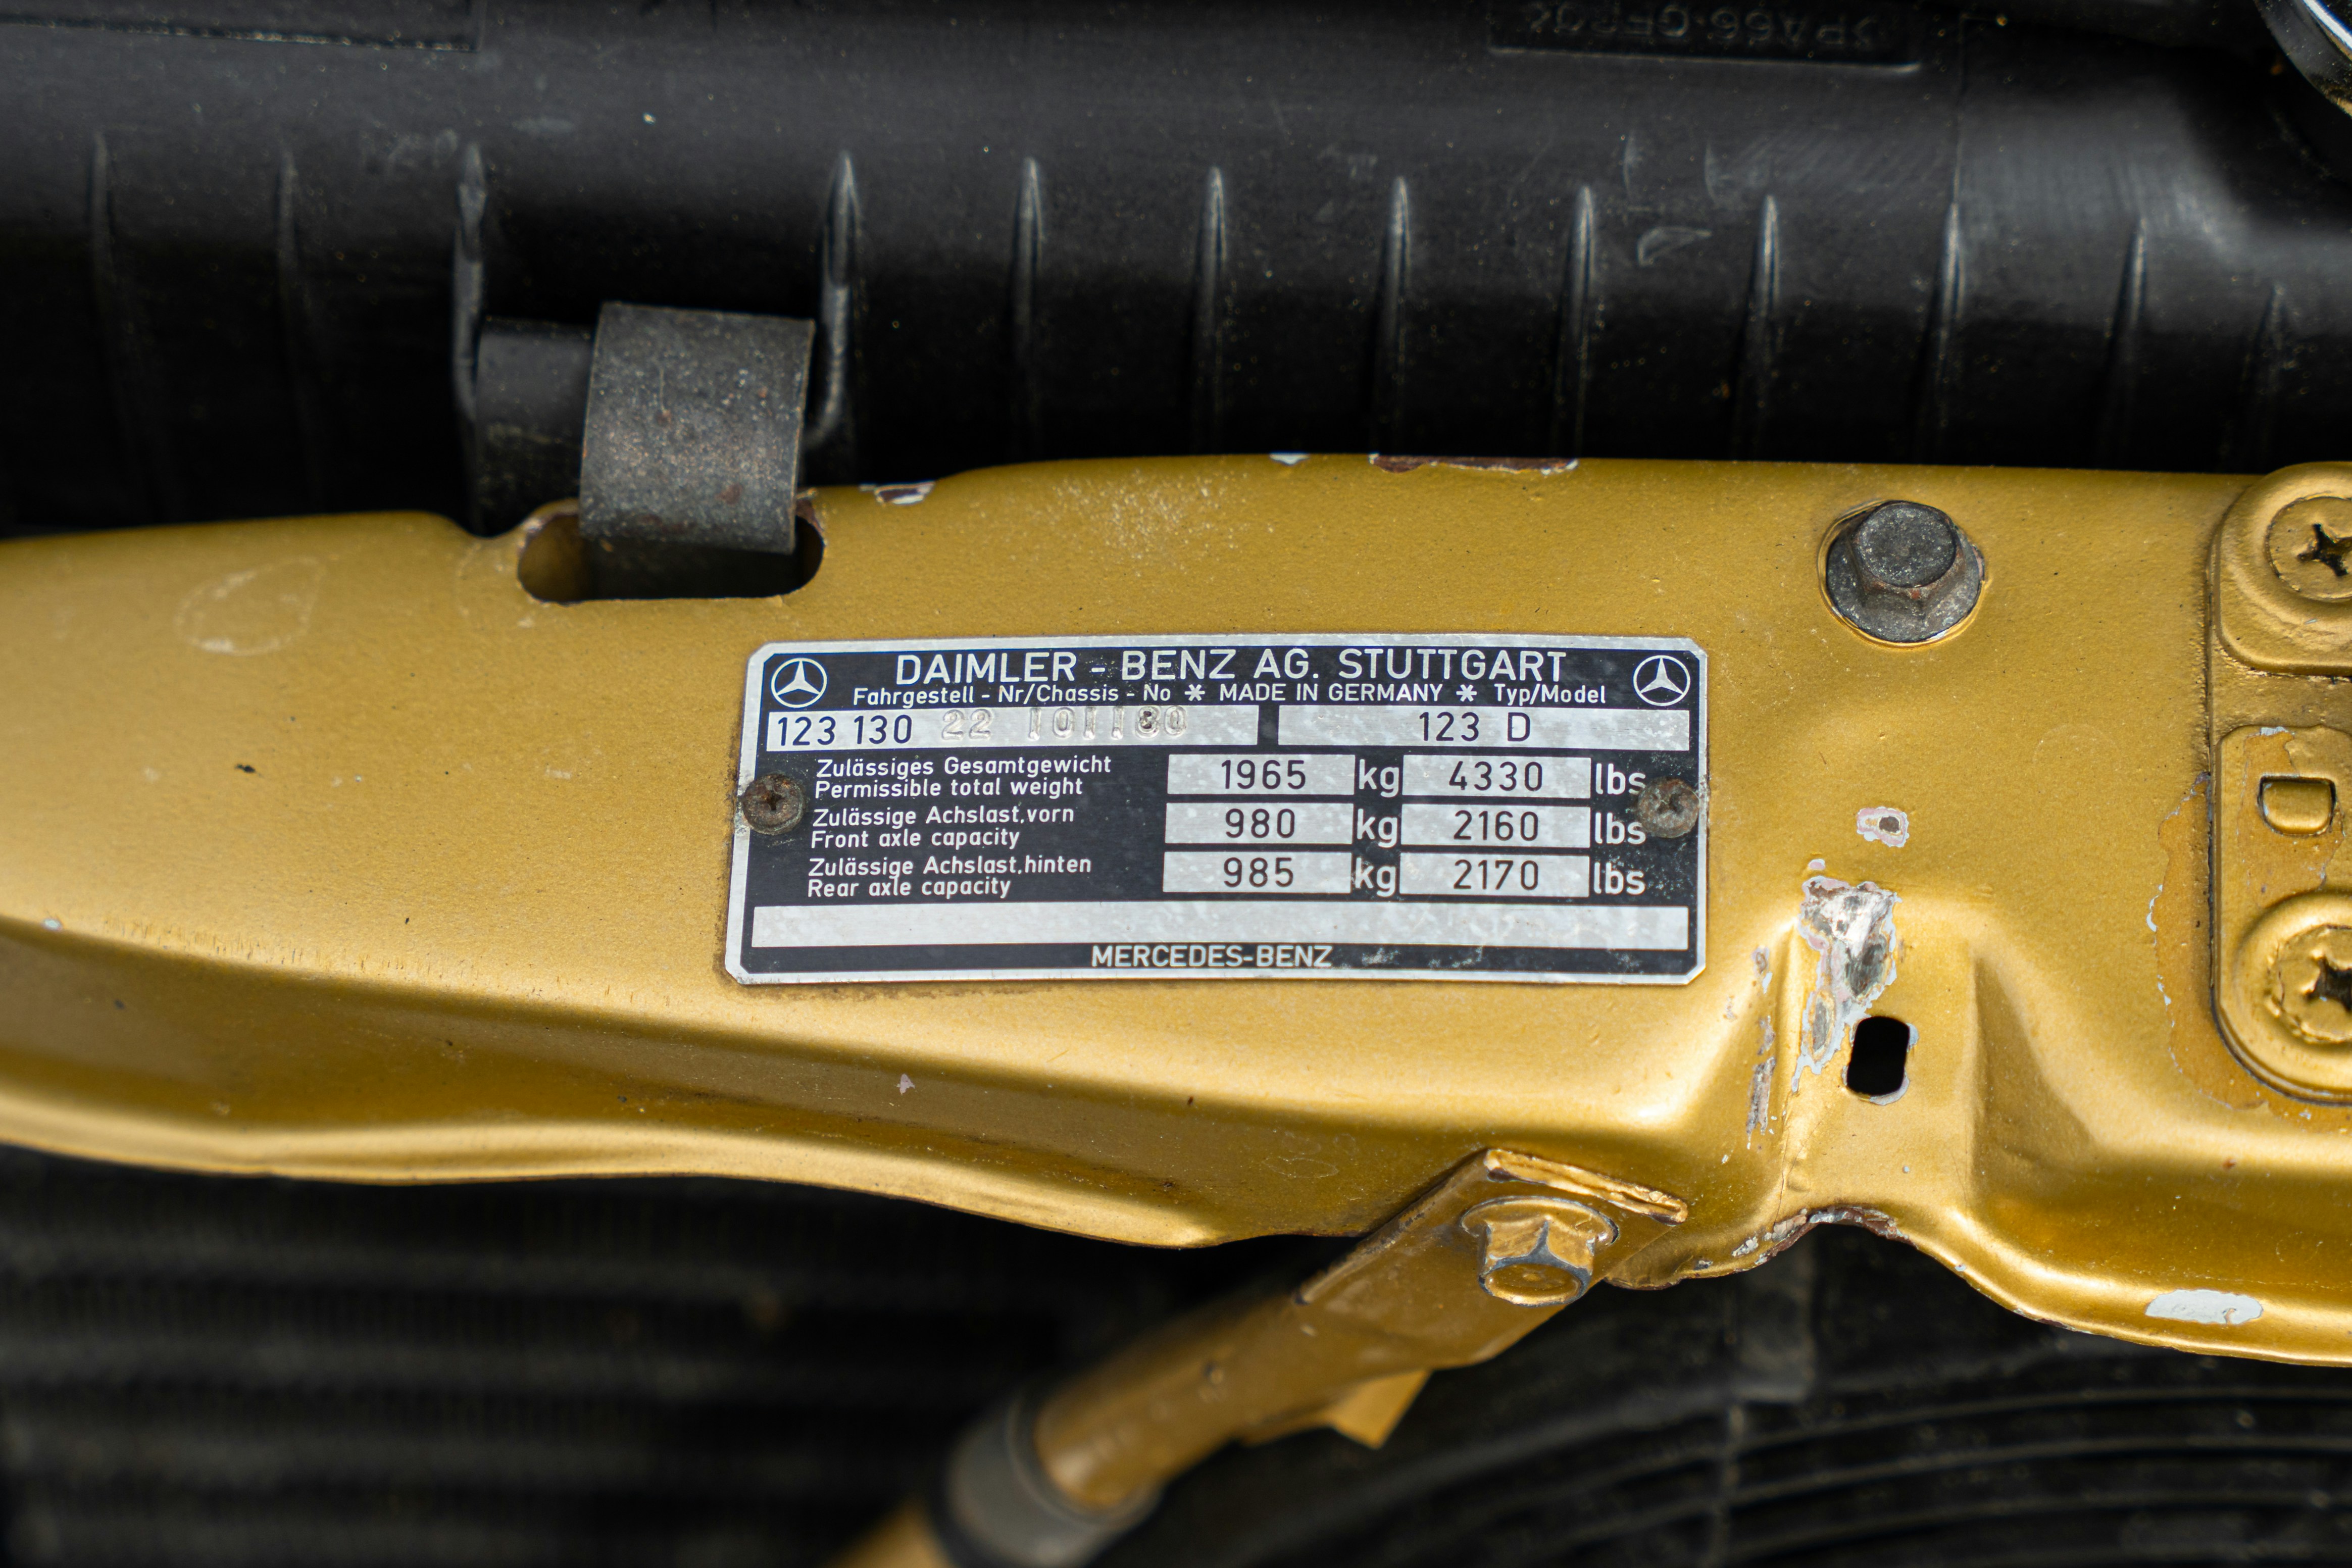 DAIMLER - BENZ AG. STUTTGART
Fahrgestell - Nr/Chassis - No * MADE IN GERMANY * Typ/Model
123 130 22 101180 123 D
Zulässiges Gesamtgewicht
Permissible total weight 1965 kg 4330 lbs
Zulässige Achslast,vorn
Front axle capacity 980 kg 2160 lbs
Zulässige Achslast,hinten
Rear axle capacity 985 kg 2170 lbs
MERCEDES-BENZ